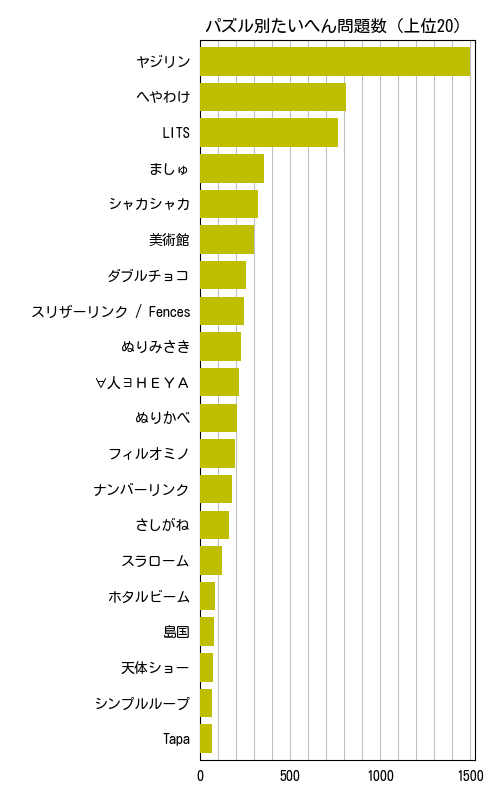 パズル別たいへん問題数 (上位20)
ヤジリン
へやわけ
LITS
ましゅ
シャカシャカ
美術館
ダブルチョコ
スリザーリンク / Fences
ぬりみさき
∀人∃ＨＥＹＡ
ぬりかべ
フィルオミノ
ナンバーリンク
さしがね
スラローム
ホタルビーム
島国
天体ショー
シンプルループ
Tapa
0 500 1000 1500